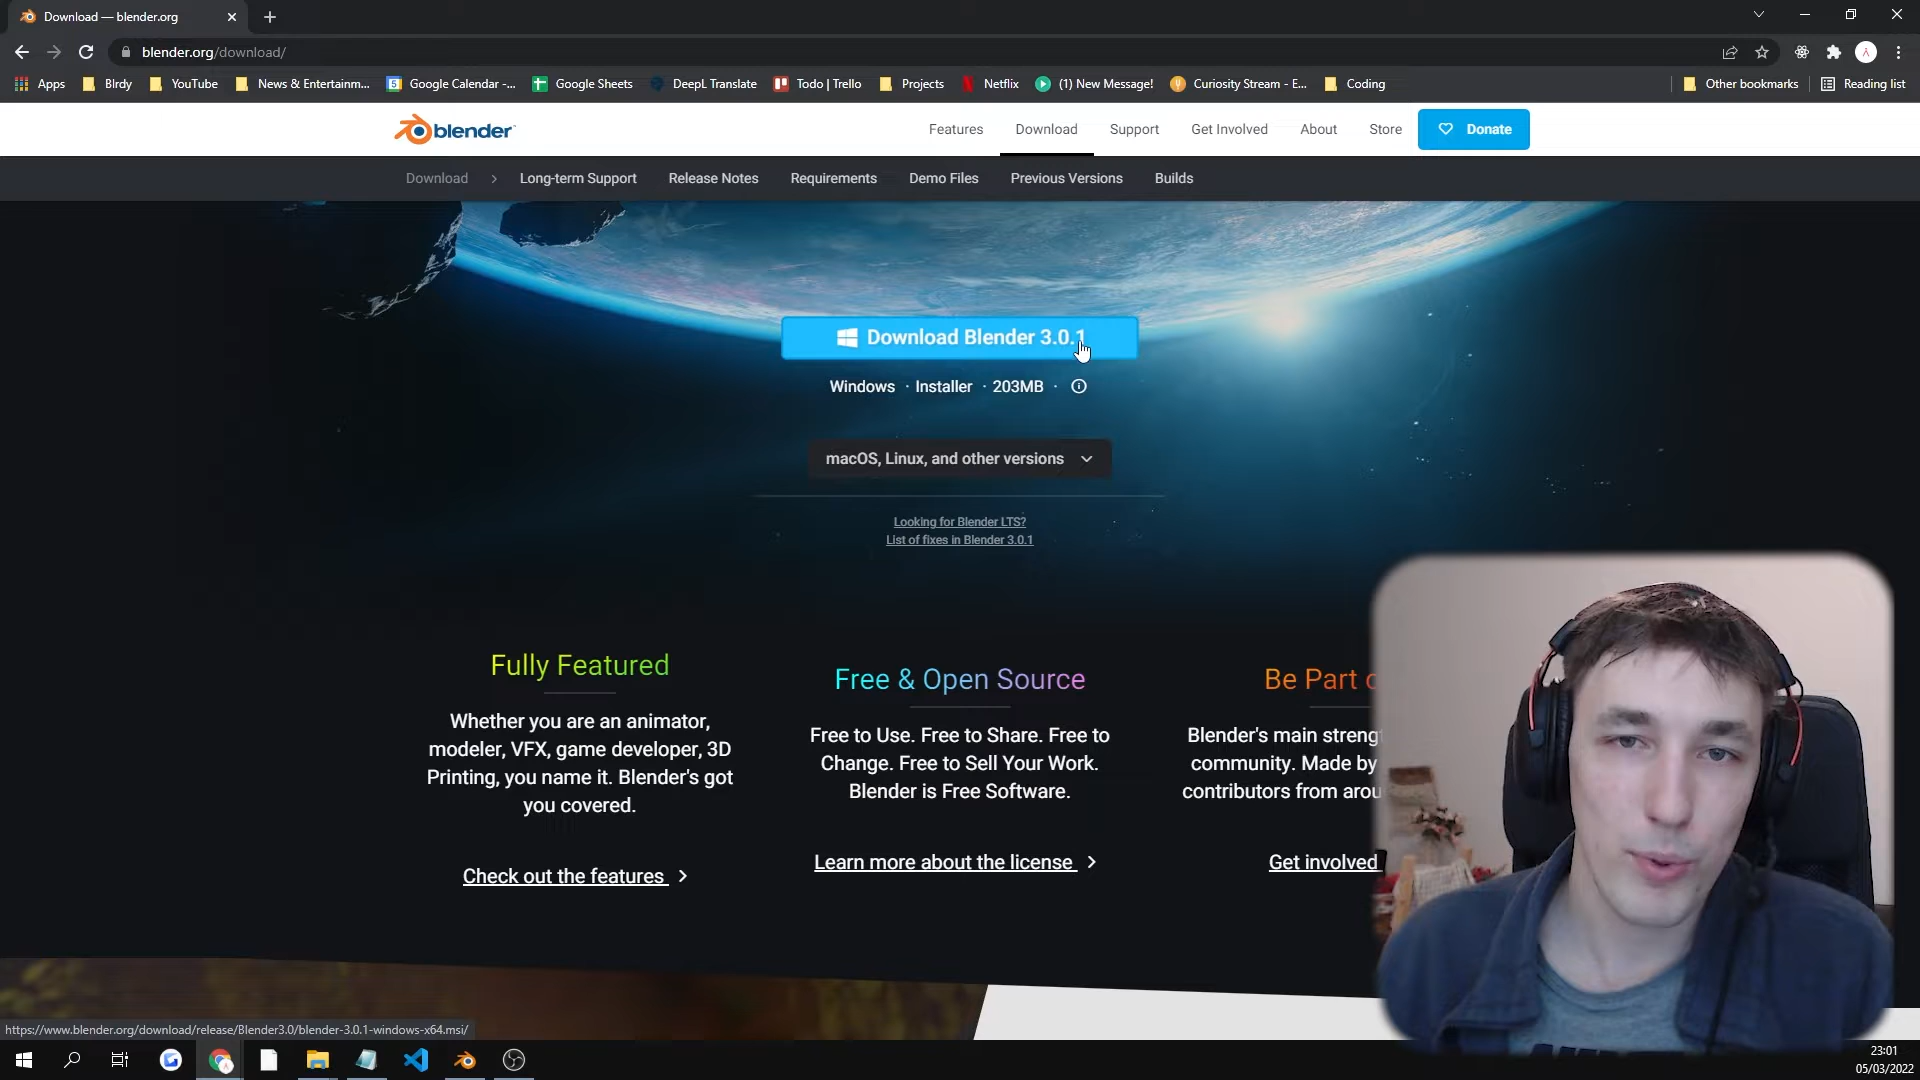 Download — blender.org
blender.org/download/
Apps
Blrdy
YouTube
News & Entertainm...
Google Calendar -...
Google Sheets
DeepL Translate
Todo | Trello
Projects
Netflix
(1) New Message!
Curiosity Stream - E...
Coding
Other bookmarks
Reading list
blender
Features
Download
Support
Get Involved
About
Store
Donate
Download
Long-term Support
Release Notes
Requirements
Demo Files
Previous Versions
Builds
Download Blender 3.0.1
Windows · Installer · 203MB ·
macOS, Linux, and other versions
Looking for Blender LTS?
List of fixes in Blender 3.0.1
Fully Featured
Whether you are an animator,
modeler, VFX, game developer, 3D
Printing, you name it. Blender's got
you covered.
Check out the features
Free & Open Source
Free to Use. Free to Share. Free to
Change. Free to Sell Your Work.
Blender is Free Software.
Learn more about the license
Be Part
Blender's main
community. Made by
contributors from
Get involved
https://www.blender.org/download/release/Blender3.0/blender-3.0.1-windows-x64.msi/
23:01
05/03/2022